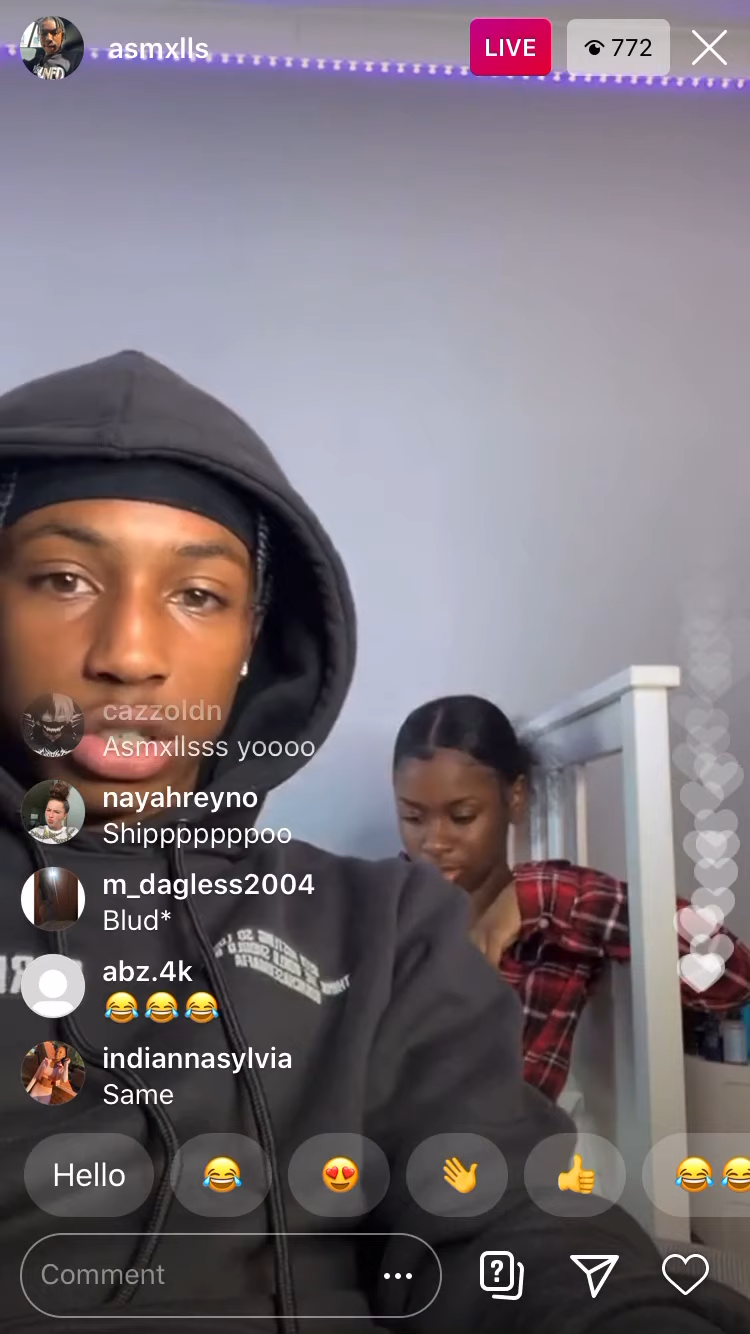 asmxlls
LIVE
772
cazzoldn
Asmxllsss yoooo
nayahreyno
Shipppppppoo
m_dagless2004
Blud*
abz.4k
😂😂😂
indiannasylvia
Same
Hello 😂 😍 👋 👍 😂😂
Comment